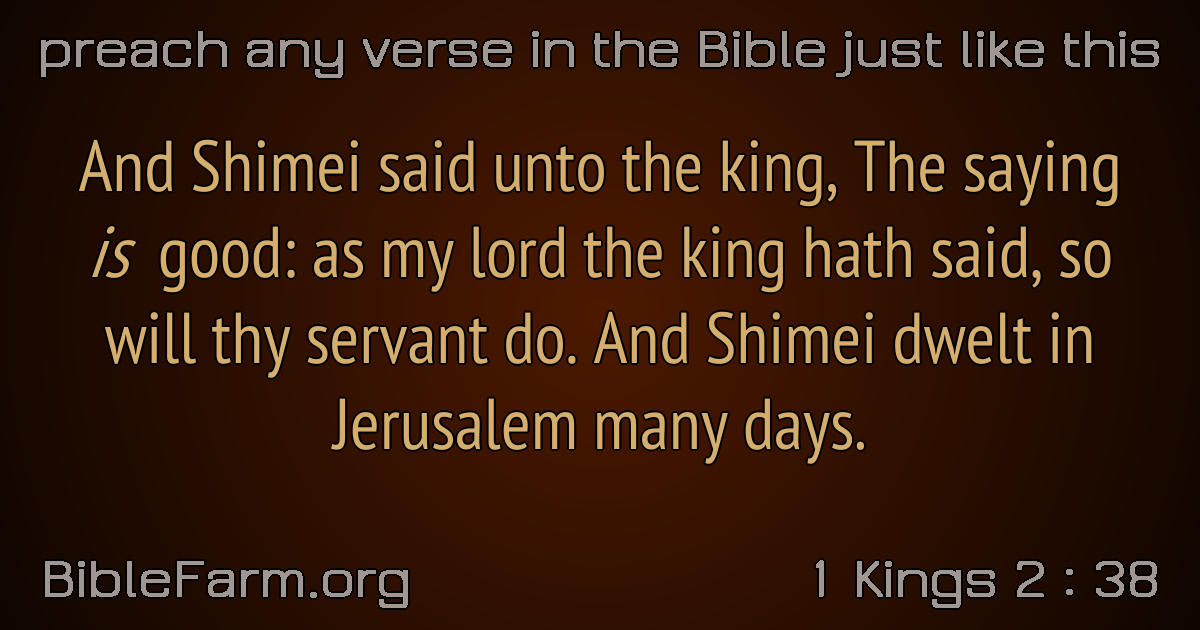 preach any verse in the Bible just like this
And Shimei said unto the king, The saying
is good: as my lord the king hath said, so
will thy servant do. And Shimei dwelt in
Jerusalem many days.
BibleFarm.org
1 Kings 2 : 38